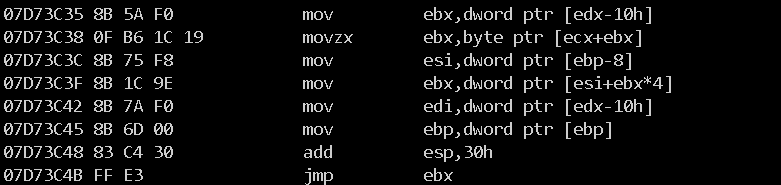 07D73C35 8B 5A F0 mov ebx,dword ptr [edx-10h]
07D73C38 0F B6 1C 19 movzx ebx,byte ptr [ecx+ebx]
07D73C3C 8B 75 F8 mov esi,dword ptr [ebp-8]
07D73C3F 8B 1C 9E mov ebx,dword ptr [esi+ebx*4]
07D73C42 8B 7A F0 mov edi,dword ptr [edx-10h]
07D73C45 8B 6D 00 mov ebp,dword ptr [ebp]
07D73C48 83 C4 30 add esp,30h
07D73C4B FF E3 jmp ebx